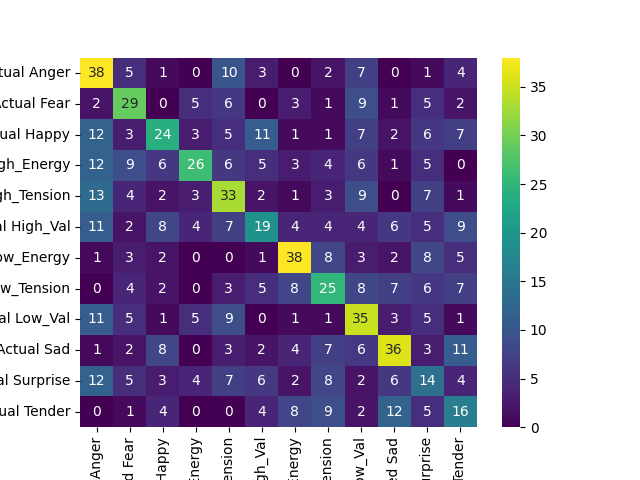 tual Anger 38 5 1 0 10 3 0 2 7 0 1 4
Actual Fear 2 29 0 5 6 0 3 1 9 1 5 2
ual Happy 12 3 24 3 5 11 1 1 7 2 6 7
gh_Energy 12 9 6 26 6 5 3 4 6 1 5 0
gh_Tension 13 4 2 3 33 2 1 3 9 0 7 1
al High_Val 11 2 8 4 7 19 4 4 4 6 5 9
ow_Energy 1 3 2 0 0 1 38 8 3 2 8 5
ow_Tension 0 4 2 0 3 5 8 25 8 7 6 7
al Low_Val 11 5 1 5 9 0 1 1 35 3 5 1
Actual Sad 1 2 8 0 3 2 4 7 6 36 3 11
al Surprise 12 5 3 4 7 6 2 8 2 6 14 4
ual Tender 0 1 4 0 0 4 8 9 2 12 5 16
Anger
d Fear
Happy
Energy
ension
gh_Val
Energy
ension
ow_Val
ed Sad
urprise
Tender
35
30
25
20
15
10
5
0